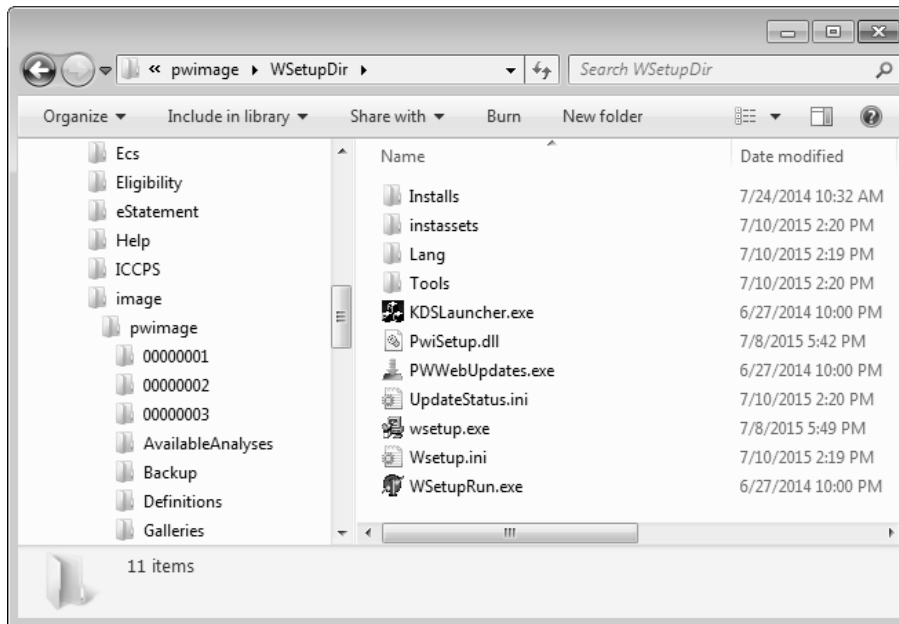 « pwimage ▸ WSetupDir ▸
Search WSetupDir
Organize ▼ Include in library ▼ Share with ▼ Burn New folder
Ecs
Eligibility
eStatement
Help
ICCPS
image
pwimage
00000001
00000002
00000003
AvailableAnalyses
Backup
Definitions
Galleries
Name Date modified
Installs 7/24/2014 10:32 AM
instassets 7/10/2015 2:20 PM
Lang 7/10/2015 2:19 PM
Tools 7/10/2015 2:20 PM
KDSLauncher.exe 6/27/2014 10:00 PM
PwiSetup.dll 7/8/2015 5:42 PM
PWWebUpdates.exe 6/27/2014 10:00 PM
UpdateStatus.ini 7/10/2015 2:20 PM
wsetup.exe 7/8/2015 5:49 PM
Wsetup.ini 7/10/2015 2:19 PM
WSetupRun.exe 6/27/2014 10:00 PM
11 items